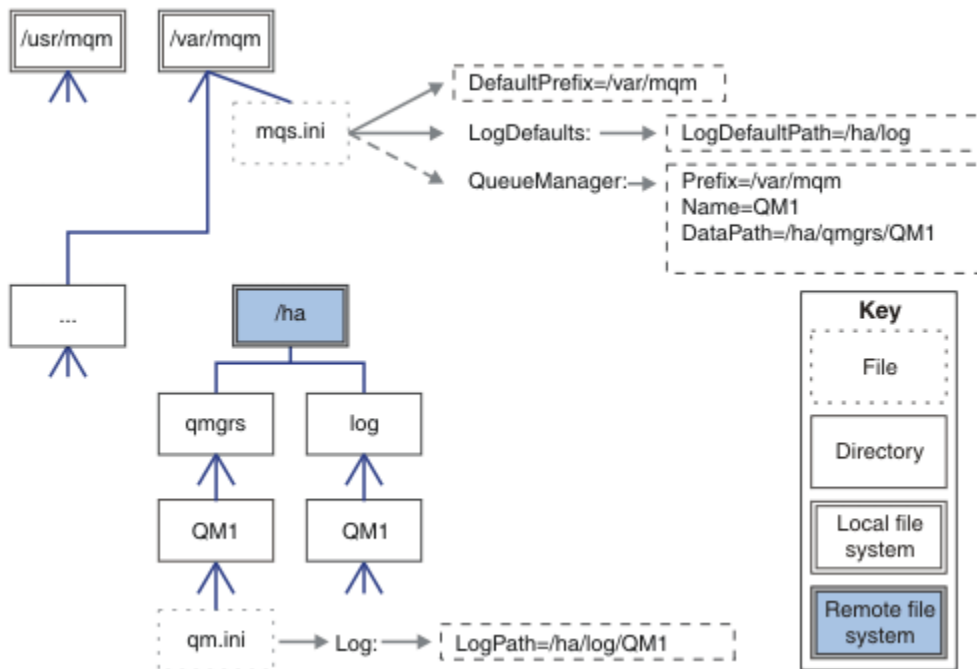 /usr/mqm
/var/mqm
mqs.ini
DefaultPrefix=/var/mqm
LogDefaults:
LogDefaultPath=/ha/log
QueueManager:
Prefix=/var/mqm
Name=QM1
DataPath=/ha/qmgrs/QM1
...
/ha
qmgrs
log
QM1
QM1
qm.ini
Log:
LogPath=/ha/log/QM1
Key
File
Directory
Local file
system
Remote file
system